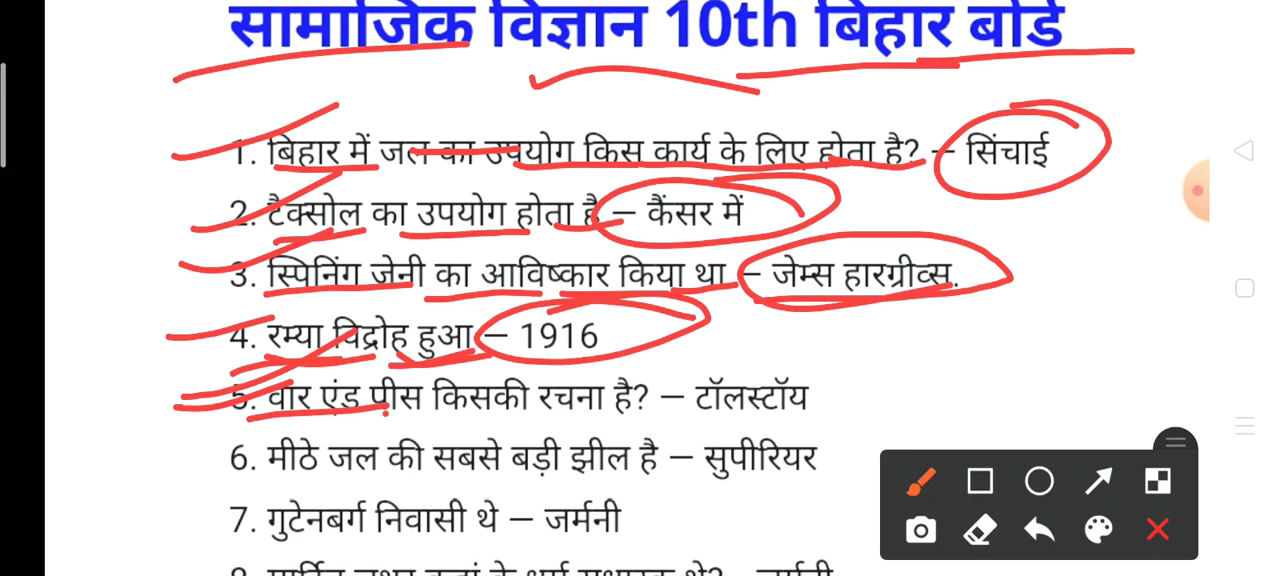 सामाजिक विज्ञान 10th बिहार बोर्ड
1. बिहार में जल का उपयोग किस कार्य के लिए होता है? – सिंचाई
2. टैक्सोल का उपयोग होता है – कैंसर में
3. स्पिनिंग जेनी का आविष्कार किया था – जेम्स हारग्रीव्स.
4. रम्या विद्रोह हुआ – 1916
5. वार एंड पीस किसकी रचना है? – टॉलस्टॉय
6. मीठे जल की सबसे बड़ी झील है – सुपीरियर
7. गुटेनबर्ग निवासी थे – जर्मनी